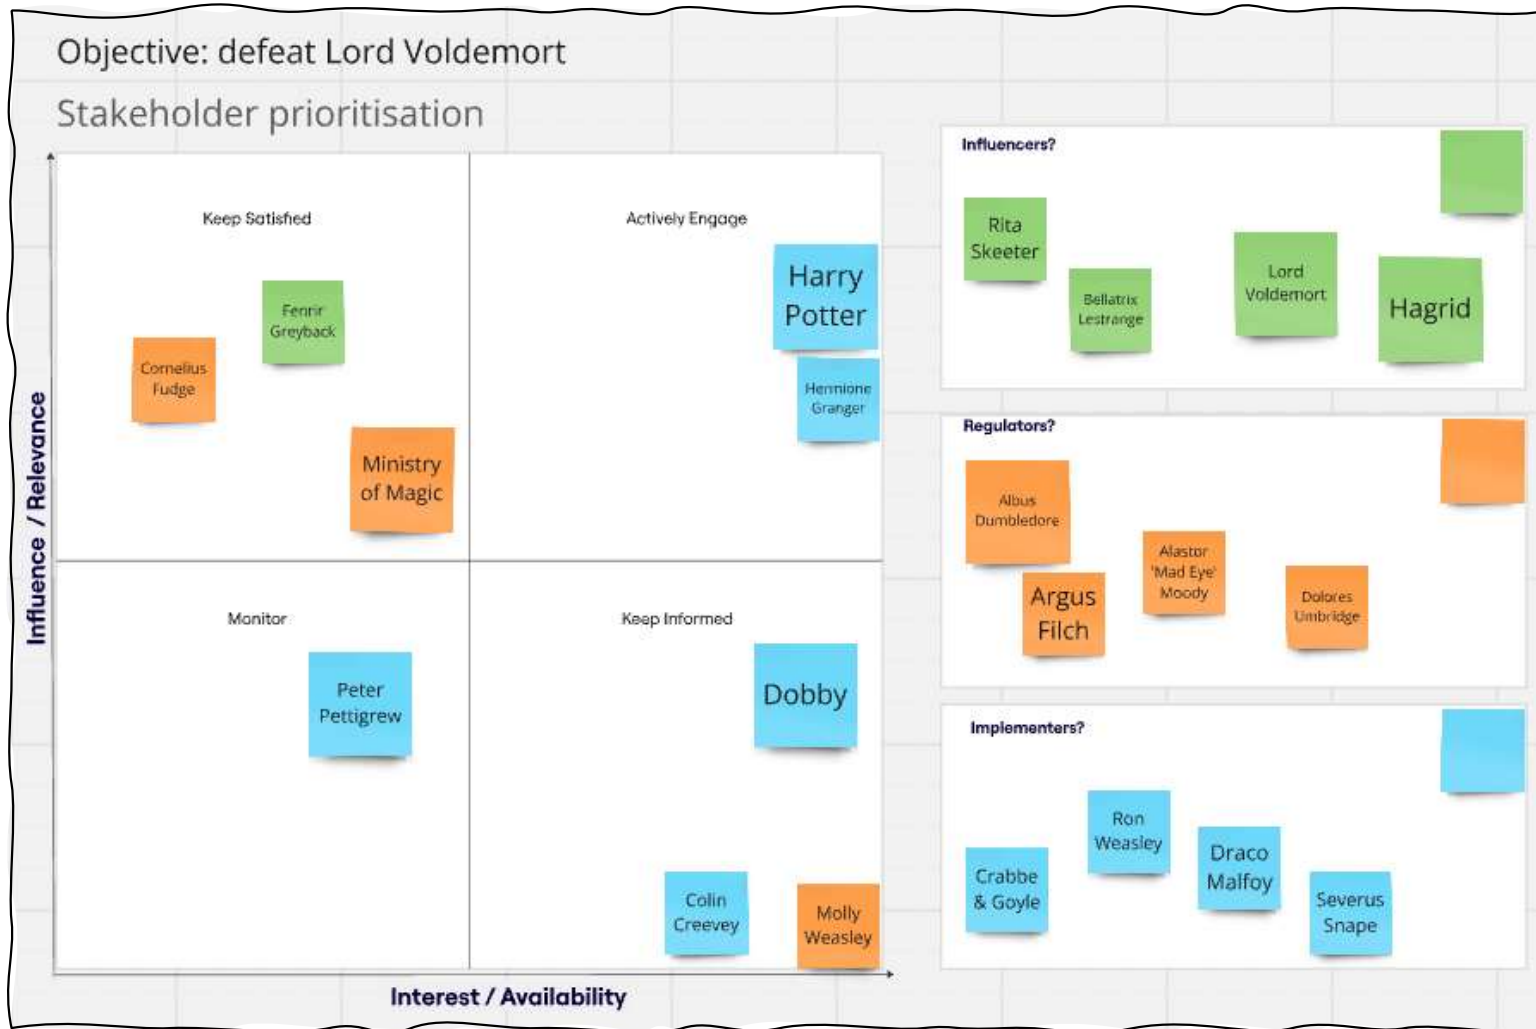 Objective: defeat Lord Voldemort
Stakeholder prioritisation
Influence / Relevance
Keep Satisfied
Fenrir
Greyback
Cornelius
Fudge
Ministry
of Magic
Actively Engage
Harry
Potter
Hermione
Granger
Monitor
Peter
Pettigrew
Keep Informed
Dobby
Colin
Creevey
Molly
Weasley
Interest / Availability
Influencers?
Rita
Skeeter
Bellatrix
Lestrange
Lord
Voldemort
Hagrid
Regulators?
Albus
Dumbledore
Argus
Filch
Alastor
'Mad Eye'
Moody
Dolores
Umbridge
Implementers?
Crabbe
& Goyle
Ron
Weasley
Draco
Malfoy
Severus
Snape